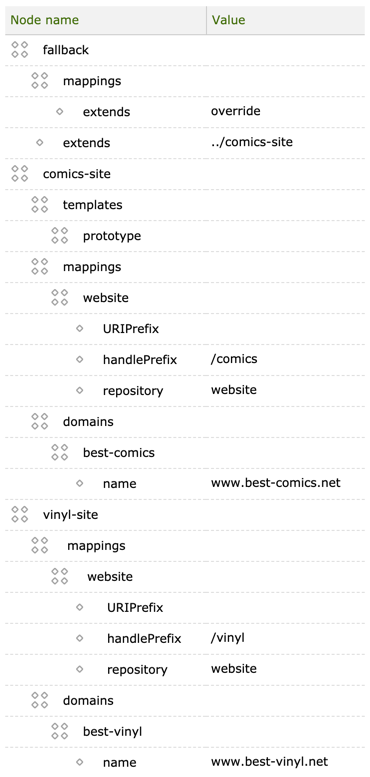 Node name Value
fallback
mappings
extends override
extends ../comics-site
comics-site
templates
prototype
mappings
website
URIPrefix
handlePrefix /comics
repository website
domains
best-comics
name www.best-comics.net
vinyl-site
mappings
website
URIPrefix
handlePrefix /vinyl
repository website
domains
best-vinyl
name www.best-vinyl.net